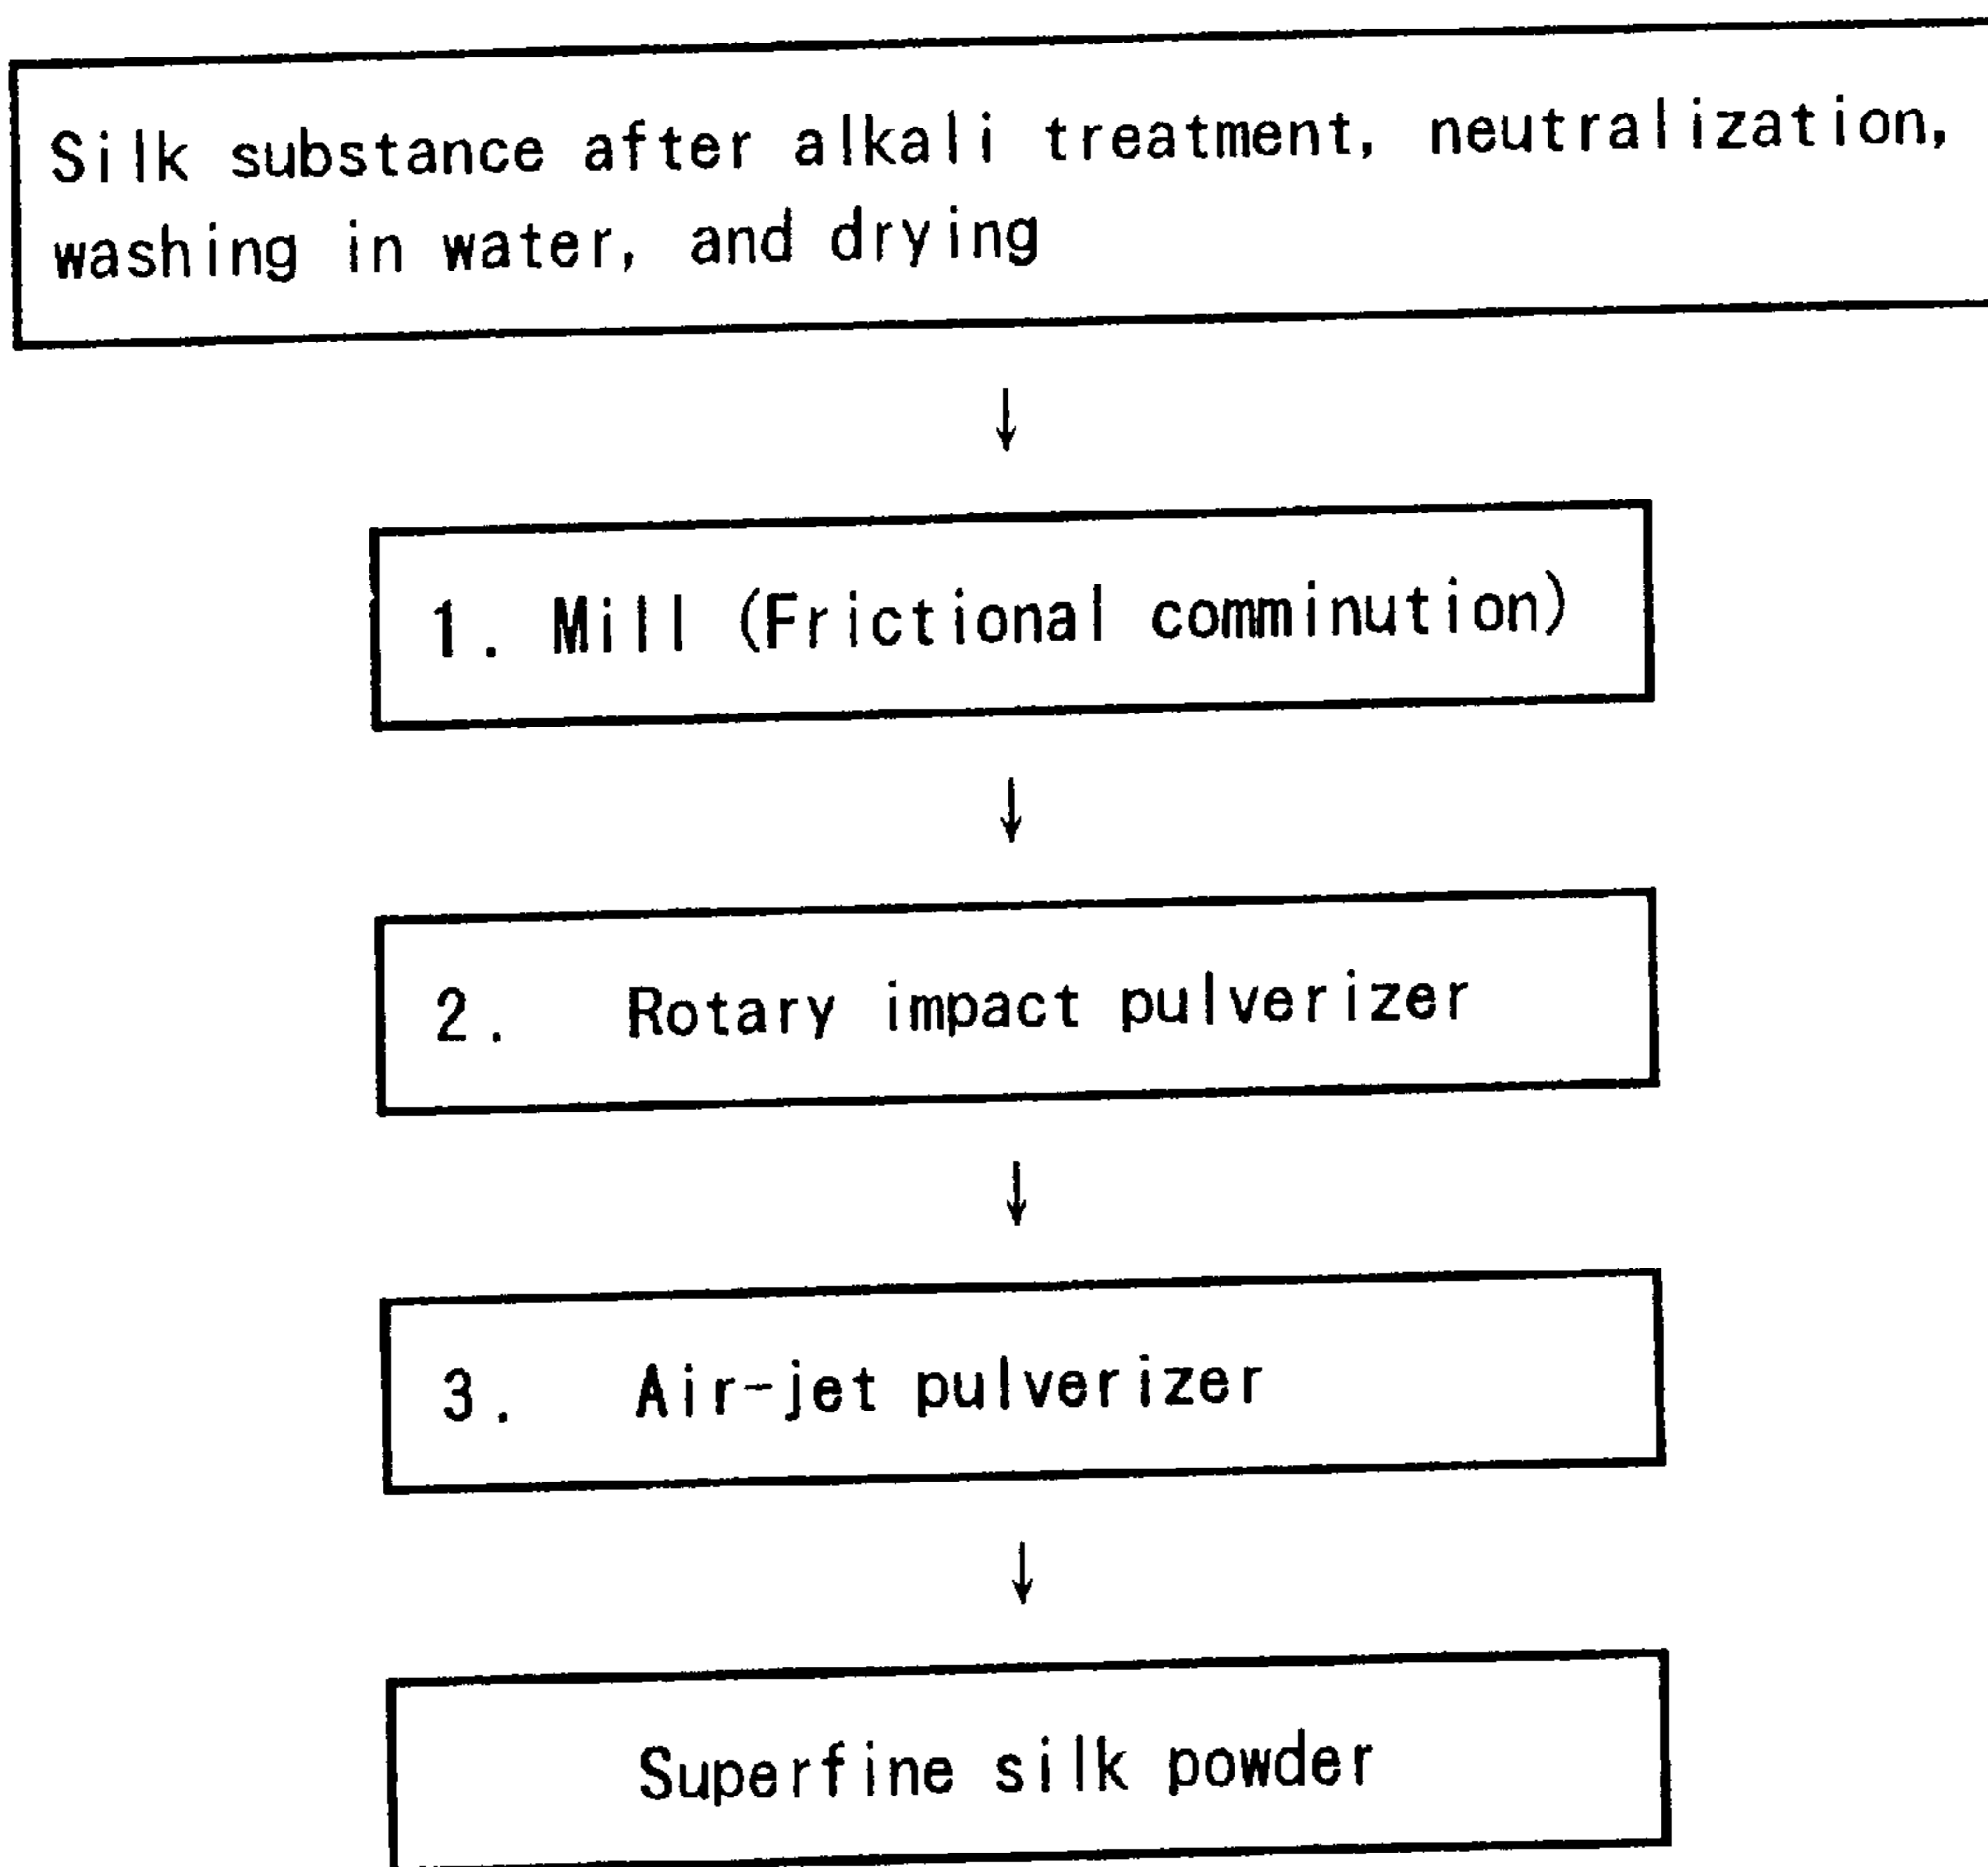 Silk substance after alkali treatment, neutralization,
washing in water, and drying
↓
1. Mill (Frictional comminution)
↓
2. Rotary impact pulverizer
↓
3. Air-jet pulverizer
↓
Superfine silk powder